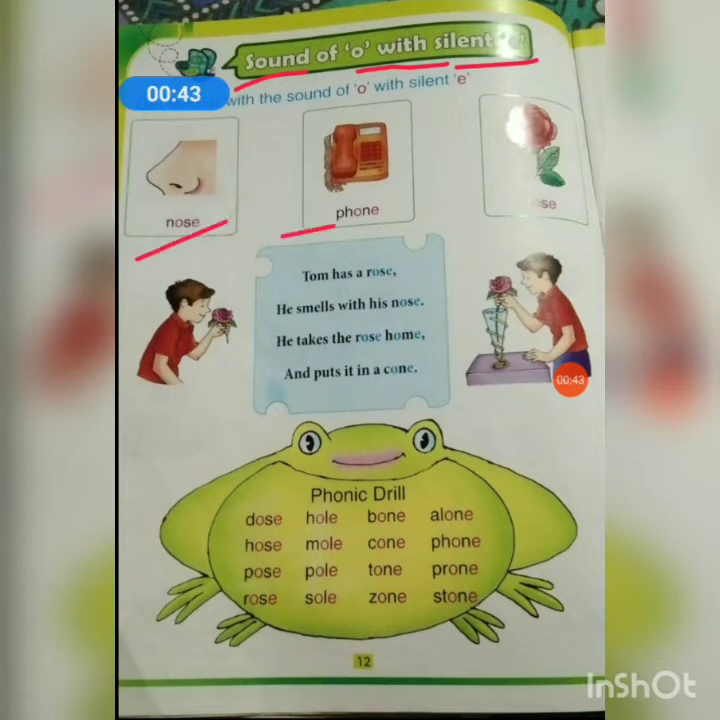 Sound of 'o' with silent 'e'
00:43
with the sound of 'o' with silent 'e'
nose
phone
Tom has a rose,
He smells with his nose.
He takes the rose home,
And puts it in a cone.
00:43
Phonic Drill
dose hole bone alone
hose mole cone phone
pose pole tone prone
rose sole zone stone
12
InShOt